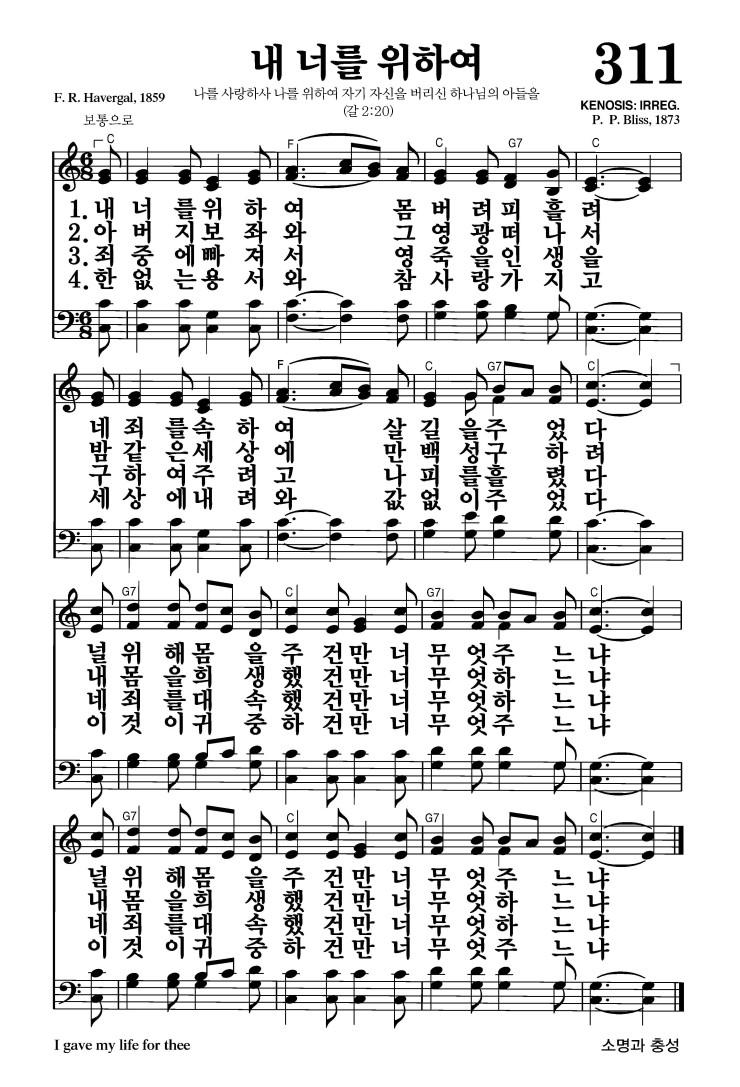 내 너를 위하여
311
F. R. Havergal, 1859
나를 사랑하사 나를 위하여 자기 자신을 버리신 하나님의 아들을
(갈 2:20)
KENOSIS: IRREG.
P. P. Bliss, 1873
보통으로
C F C G7 C
1. 내 너 를 위 하 여 몸 버 려 피 흘 려
2. 아 버 지 보 좌 와 그 영 광 떠 나 서
3. 죄 중 에 빠 져 서 영 죽 을 인 생 을
4. 한 없 는 용 서 와 참 사 랑 가 지 고
F C G7 C
네 죄 를 속 하 여 살 길 을 주 었 다
밤 같 은 세 상 에 만 백 성 구 하 려
구 하 여 주 려 고 나 피 를 흘 렸 다
세 상 에 내 려 와 값 없 이 주 었 다
G7 C G7 C
널 위 해 몸 을 주 건 만 너 무 엇 주 느 냐
내 몸 을 희 생 했 건 만 너 무 엇 하 느 냐
네 죄 를 대 속 했 건 만 너 무 엇 하 느 냐
이 것 이 귀 중 하 건 만 너 무 엇 주 느 냐
G7 C G7 C
널 위 해 몸 을 주 건 만 너 무 엇 주 느 냐
내 몸 을 희 생 했 건 만 너 무 엇 하 느 냐
네 죄 를 대 속 했 건 만 너 무 엇 하 느 냐
이 것 이 귀 중 하 건 만 너 무 엇 주 느 냐
I gave my life for thee
소명과 충성